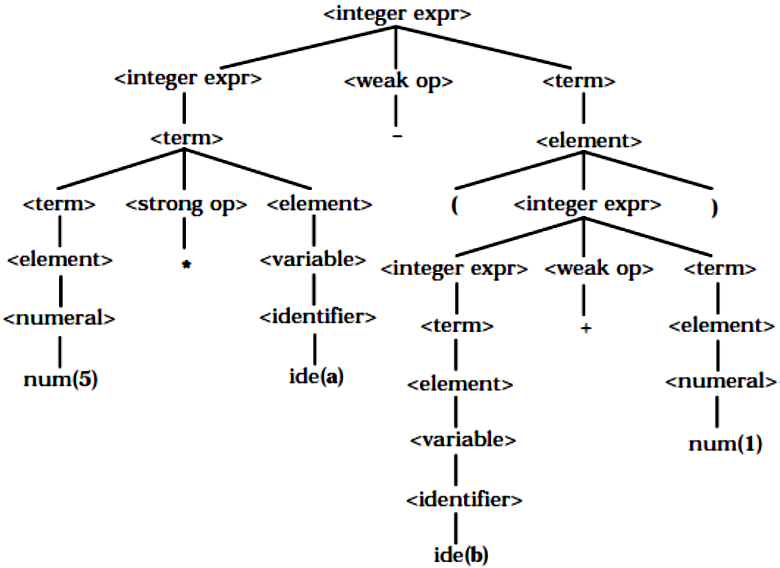 <integer expr>
<integer expr> <weak op> <term>
<term> – <element>
<term> <strong op> <element> ( <integer expr> )
<element> * <variable> <integer expr> <weak op> <term>
<numeral> <identifier> <term> + <element>
num(5) ide(a) <element> <numeral>
<variable> num(1)
<identifier>
ide(b)